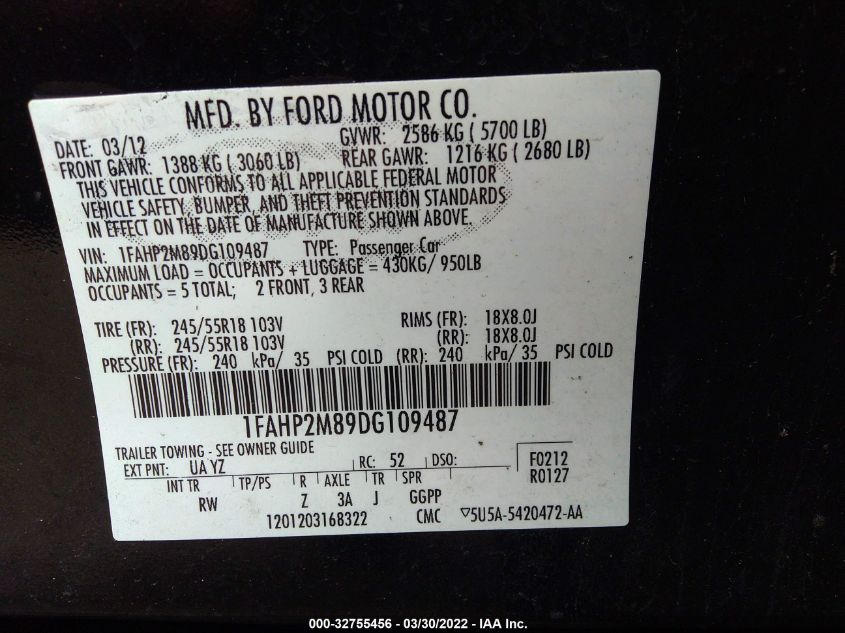 MFD. BY FORD MOTOR CO.
DATE: 03/12 GVWR: 2586 KG ( 5700 LB)
FRONT GAWR: 1388 KG ( 3060 LB) REAR GAWR: 1216 KG ( 2680 LB)
THIS VEHICLE CONFORMS TO ALL APPLICABLE FEDERAL MOTOR
VEHICLE SAFETY, BUMPER, AND THEFT PREVENTION STANDARDS
IN EFFECT ON THE DATE OF MANUFACTURE SHOWN ABOVE.
VIN: 1FAHP2M89DG109487 TYPE: Passenger Car
MAXIMUM LOAD = OCCUPANTS + LUGGAGE = 430KG/ 950LB
OCCUPANTS = 5 TOTAL; 2 FRONT, 3 REAR
TIRE (FR): 245/55R18 103V RIMS (FR): 18X8.0J
(RR): 245/55R18 103V (RR): 18X8.0J
PRESSURE (FR): 240 kPa/ 35 PSI COLD (RR): 240 kPa/ 35 PSI COLD
1FAHP2M89DG109487
TRAILER TOWING - SEE OWNER GUIDE
EXT PNT: UA YZ RC: 52 DSO: F0212
INT TR TP/PS R AXLE TR SPR R0127
RW Z 3A J GGPP
1201203168322 CMC ▽5U5A-5420472-AA
000-32755456 - 03/30/2022 - IAA Inc.